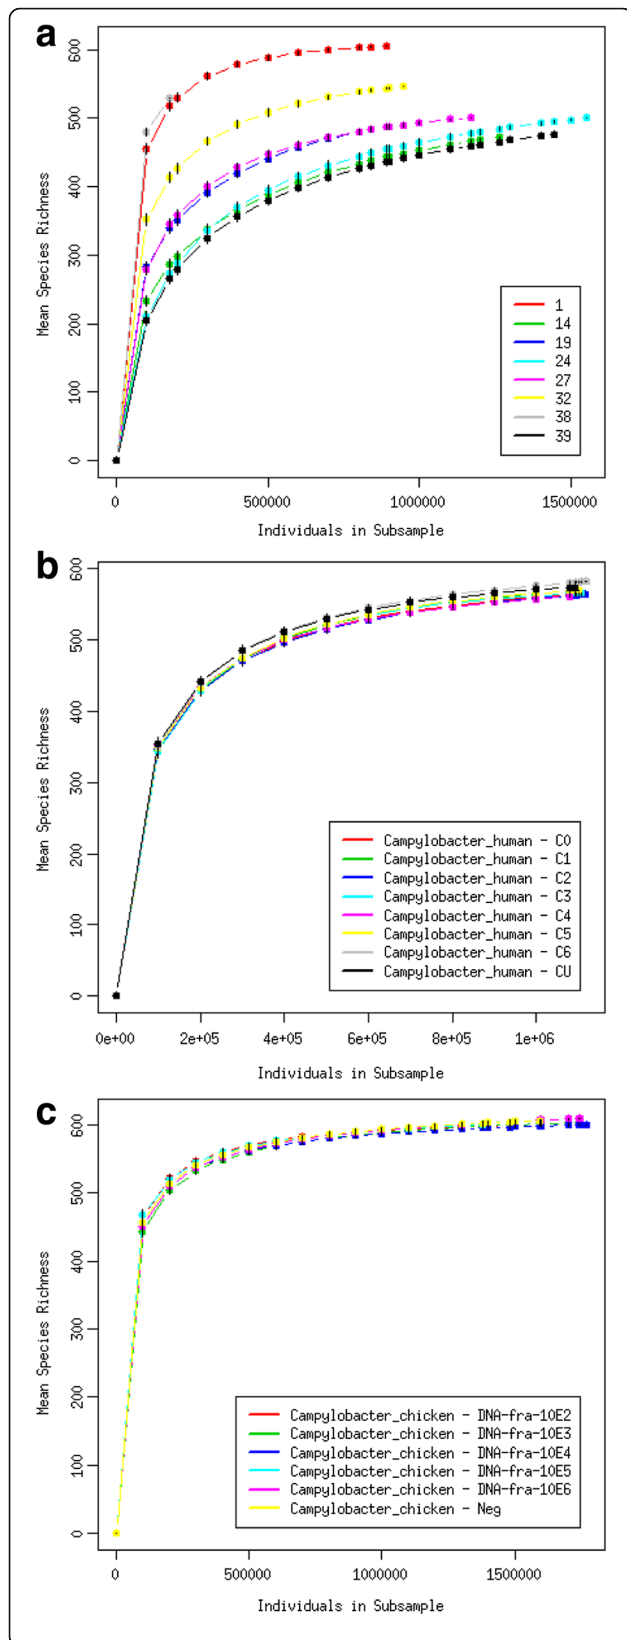 a
600
500
400
300
200
100
0
Mean Species Richness
1
14
19
24
27
32
38
39
0 500000 1000000 1500000
Individuals in Subsample
b
600
500
400
300
200
100
0
Mean Species Richness
Campylobacter_human - C0
Campylobacter_human - C1
Campylobacter_human - C2
Campylobacter_human - C3
Campylobacter_human - C4
Campylobacter_human - C5
Campylobacter_human - C6
Campylobacter_human - CU
0e+00 2e+05 4e+05 6e+05 8e+05 1e+06
Individuals in Subsample
c
600
500
400
300
200
100
0
Mean Species Richness
Campylobacter_chicken - DNA-fra-10E2
Campylobacter_chicken - DNA-fra-10E3
Campylobacter_chicken - DNA-fra-10E4
Campylobacter_chicken - DNA-fra-10E5
Campylobacter_chicken - DNA-fra-10E6
Campylobacter_chicken - Neg
0 500000 1000000 1500000
Individuals in Subsample